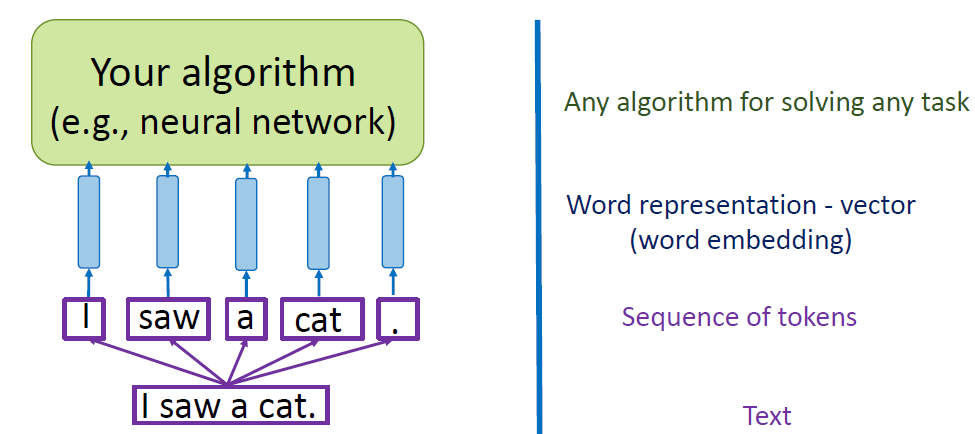 Your algorithm
(e.g., neural network)
Any algorithm for solving any task
Word representation - vector
(word embedding)
I saw a cat .
Sequence of tokens
I saw a cat.
Text